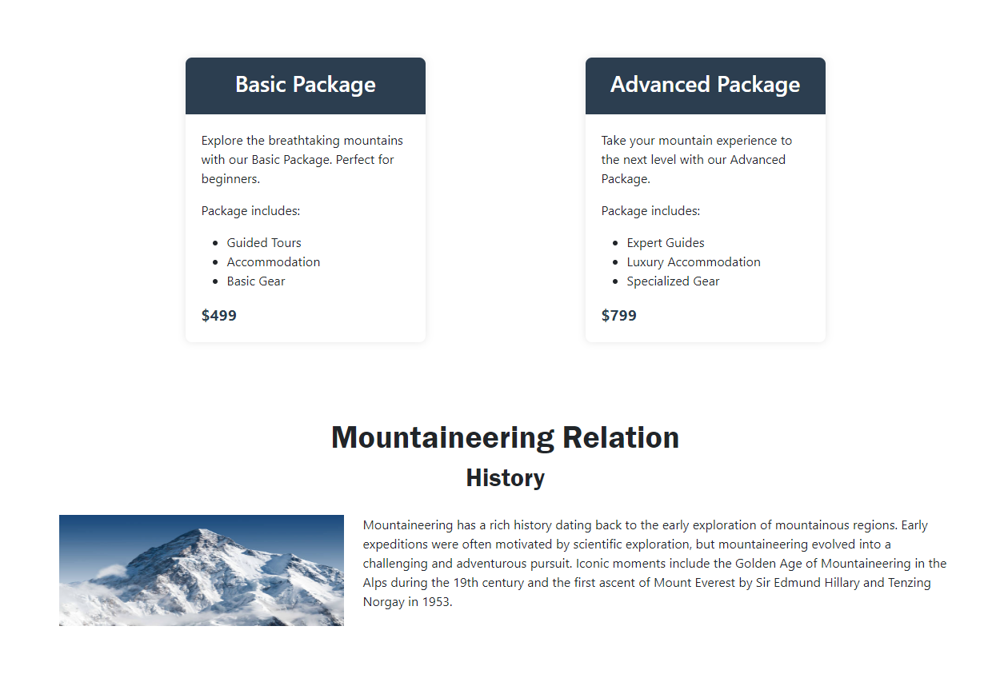 Basic Package
Explore the breathtaking mountains
with our Basic Package. Perfect for
beginners.
Package includes:
Guided Tours
Accommodation
Basic Gear
$499
Advanced Package
Take your mountain experience to
the next level with our Advanced
Package.
Package includes:
Expert Guides
Luxury Accommodation
Specialized Gear
$799
Mountaineering Relation
History
Mountaineering has a rich history dating back to the early exploration of mountainous regions. Early
expeditions were often motivated by scientific exploration, but mountaineering evolved into a
challenging and adventurous pursuit. Iconic moments include the Golden Age of Mountaineering in the
Alps during the 19th century and the first ascent of Mount Everest by Sir Edmund Hillary and Tenzing
Norgay in 1953.